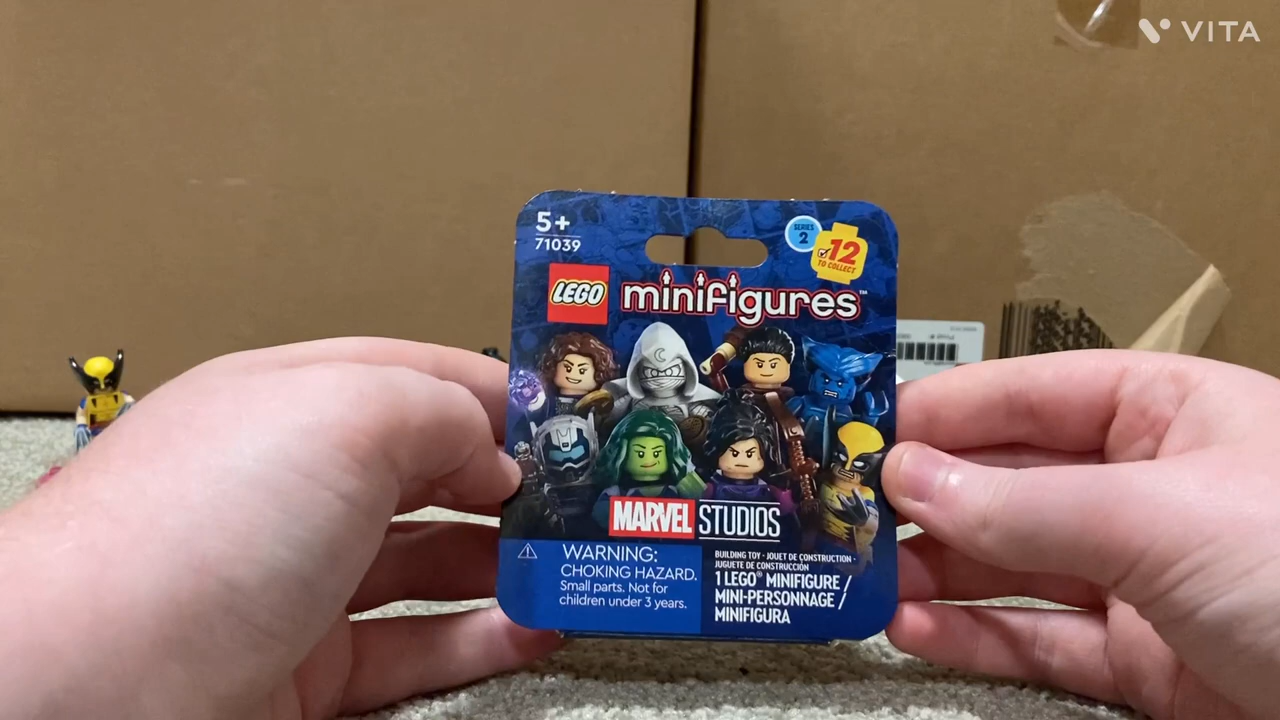 VITA
5+
71039
SERIES
2
12
TO COLLECT
LEGO
minifigures™
MARVEL STUDIOS
WARNING:
CHOKING HAZARD.
Small parts. Not for
children under 3 years.
BUILDING TOY · JOUET DE CONSTRUCTION ·
JUGUETE DE CONSTRUCCIÓN
1 LEGO® MINIFIGURE /
MINI-PERSONNAGE /
MINIFIGURA